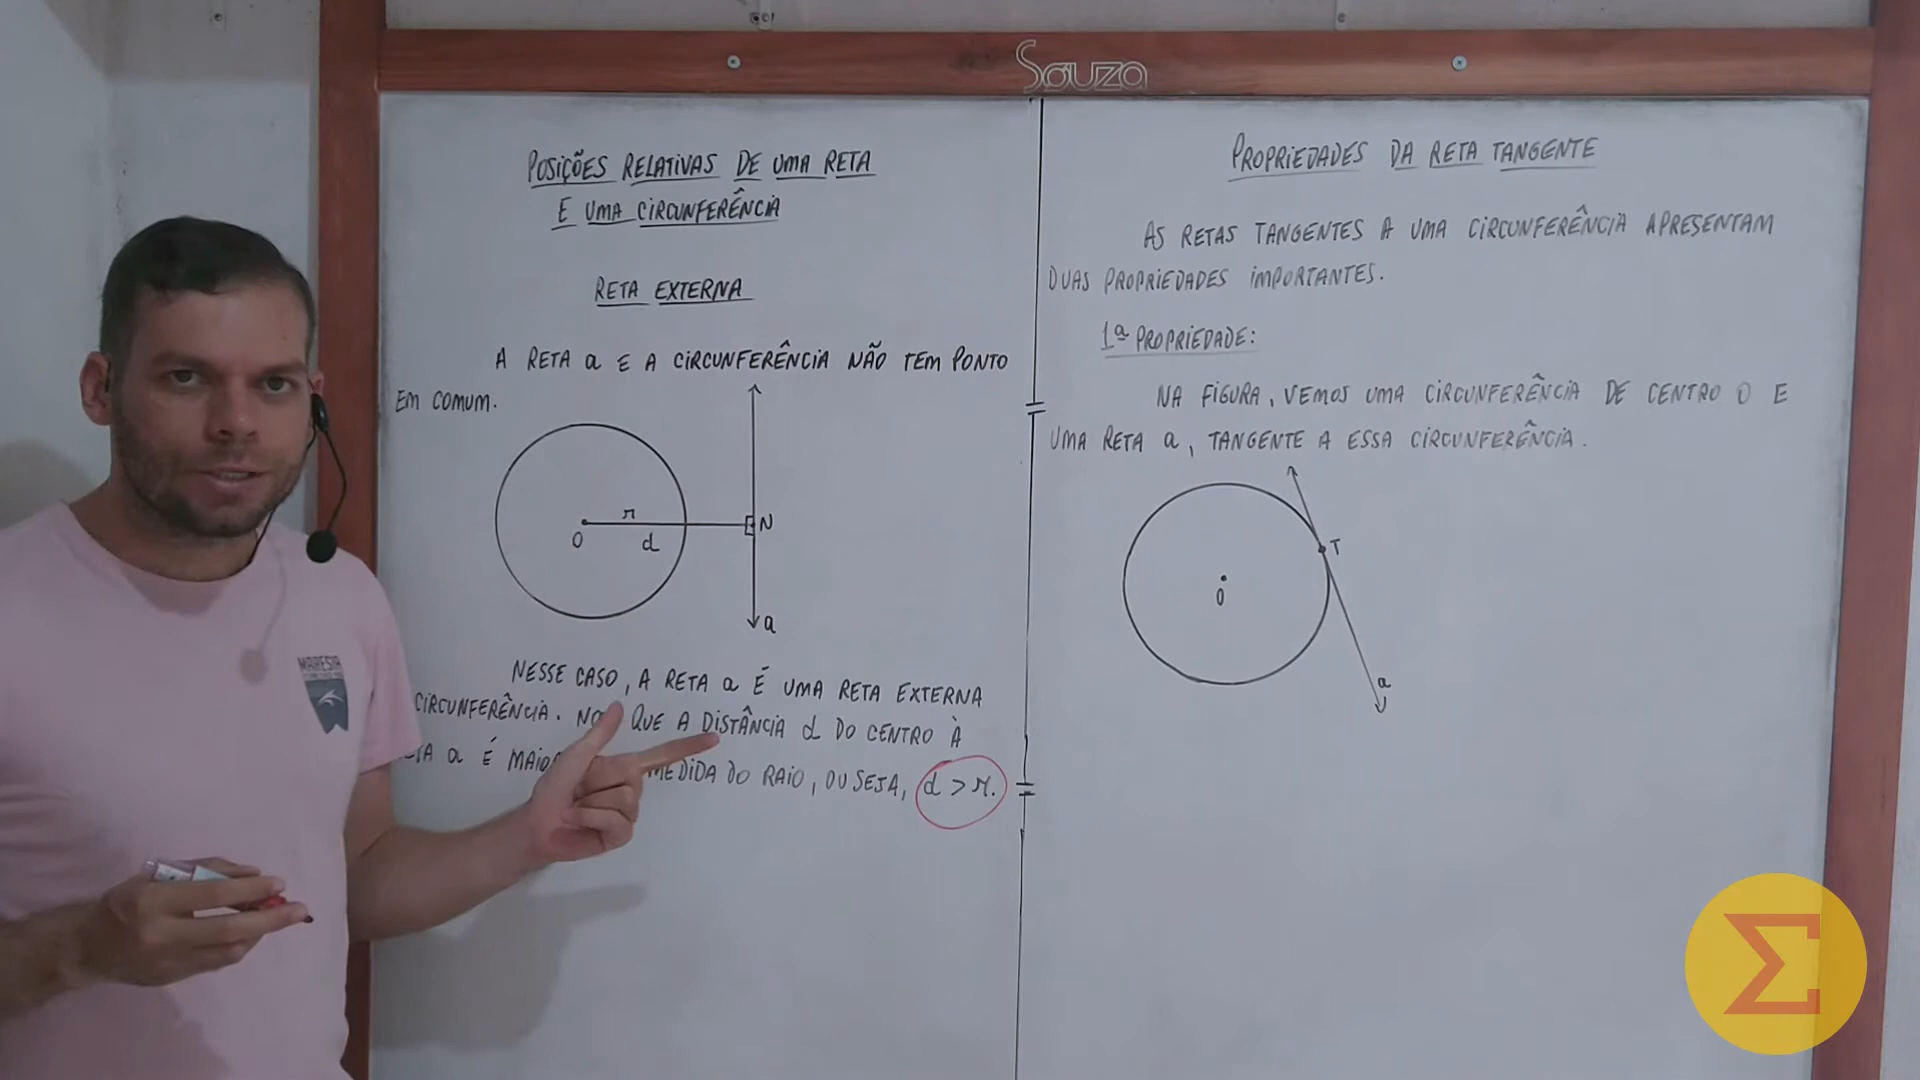 Souza
POSIÇÕES RELATIVAS DE UMA RETA
E UMA CIRCUNFERÊNCIA
RETA EXTERNA
A RETA a E A CIRCUNFERÊNCIA NÃO TEM PONTO
EM COMUM.
r
O
d
N
a
NESSE CASO, A RETA a É UMA RETA EXTERNA
CIRCUNFERÊNCIA. QUE A DISTÂNCIA d DO CENTRO À
a É MEDIDA DO RAIO, OU SEJA, d > r.
PROPRIEDADES DA RETA TANGENTE
AS RETAS TANGENTES A UMA CIRCUNFERÊNCIA APRESENTAM
DUAS PROPRIEDADES IMPORTANTES.
1ª PROPRIEDADE:
NA FIGURA, VEMOS UMA CIRCUNFERÊNCIA DE CENTRO O E
UMA RETA a, TANGENTE A ESSA CIRCUNFERÊNCIA.
T
O
a
MARESIA
Σ